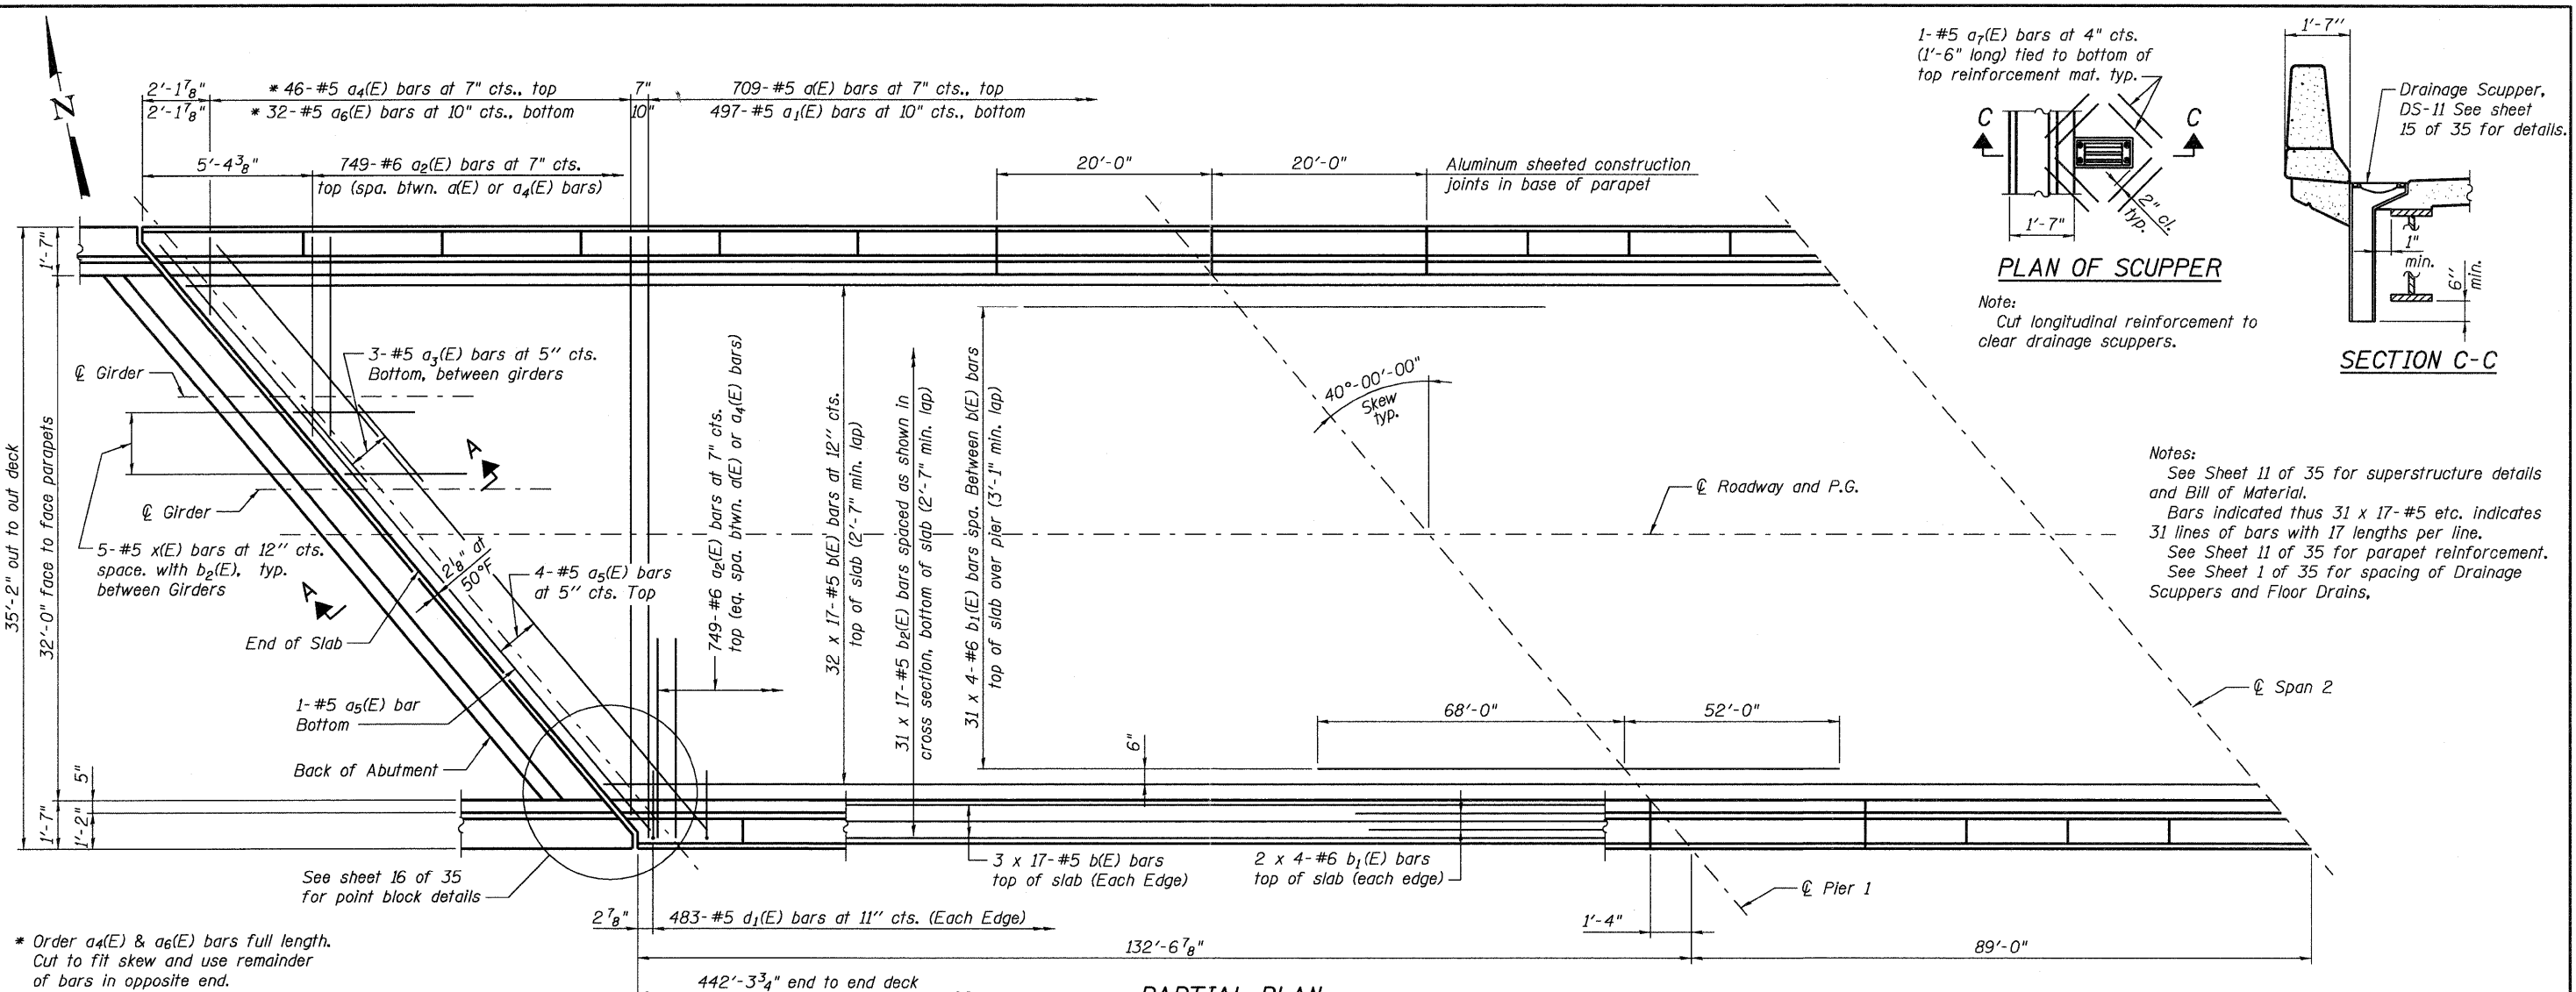 N
2'-1 7/8"
* 46-#5 a4(E) bars at 7" cts., top
7"
709-#5 a(E) bars at 7" cts., top
2'-1 7/8"
* 32-#5 a6(E) bars at 10" cts., bottom
10"
497-#5 a1(E) bars at 10" cts., bottom
5'-4 3/8"
749-#6 a2(E) bars at 7" cts.
top (spa. btwn. a(E) or a4(E) bars)
20'-0"
20'-0"
Aluminum sheeted construction
joints in base of parapet
1-#5 a7(E) bars at 4" cts.
(1'-6" long) tied to bottom of
top reinforcement mat. typ.
C
C
2" cl.
typ.
1'-7"
PLAN OF SCUPPER
Note:
Cut longitudinal reinforcement to
clear drainage scuppers.
1'-7"
Drainage Scupper,
DS-11 See sheet
15 of 35 for details.
1"
min.
6"
min.
SECTION C-C
35'-2" out to out deck
1'-7"
32'-0" face to face parapets
5"
1'-7"
1'-2"
℄ Girder
3-#5 a3(E) bars at 5" cts.
Bottom, between girders
A
℄ Girder
5-#5 x(E) bars at 12" cts.
space. with b2(E), typ.
between Girders
A
2 1/8" at
50°F
4-#5 a5(E) bars
at 5" cts. Top
End of Slab
1-#5 a5(E) bar
Bottom
Back of Abutment
749-#6 a2(E) bars at 7" cts.
top (eq. spa. btwn. a(E) or a4(E) bars)
32 x 17-#5 b(E) bars at 12" cts.
top of slab (2'-7" min. lap)
31 x 17-#5 b2(E) bars spaced as shown in
cross section, bottom of slab (2'-7" min. lap)
31 x 4-#6 b1(E) bars spa. Between b(E) bars
top of slab over pier (3'-1" min. lap)
40°-00'-00"
Skew
typ.
℄ Roadway and P.G.
Notes:
See Sheet 11 of 35 for superstructure details
and Bill of Material.
Bars indicated thus 31 x 17-#5 etc. indicates
31 lines of bars with 17 lengths per line.
See Sheet 11 of 35 for parapet reinforcement.
See Sheet 1 of 35 for spacing of Drainage
Scuppers and Floor Drains.
℄ Span 2
68'-0"
52'-0"
6"
3 x 17-#5 b(E) bars
top of slab (Each Edge)
2 x 4-#6 b1(E) bars
top of slab (each edge)
℄ Pier 1
See sheet 16 of 35
for point block details
2 7/8"
483-#5 d1(E) bars at 11" cts. (Each Edge)
1'-4"
132'-6 7/8"
89'-0"
* Order a4(E) & a6(E) bars full length.
Cut to fit skew and use remainder
of bars in opposite end.
442'-3 3/4" end to end deck
PARTIAL PLAN